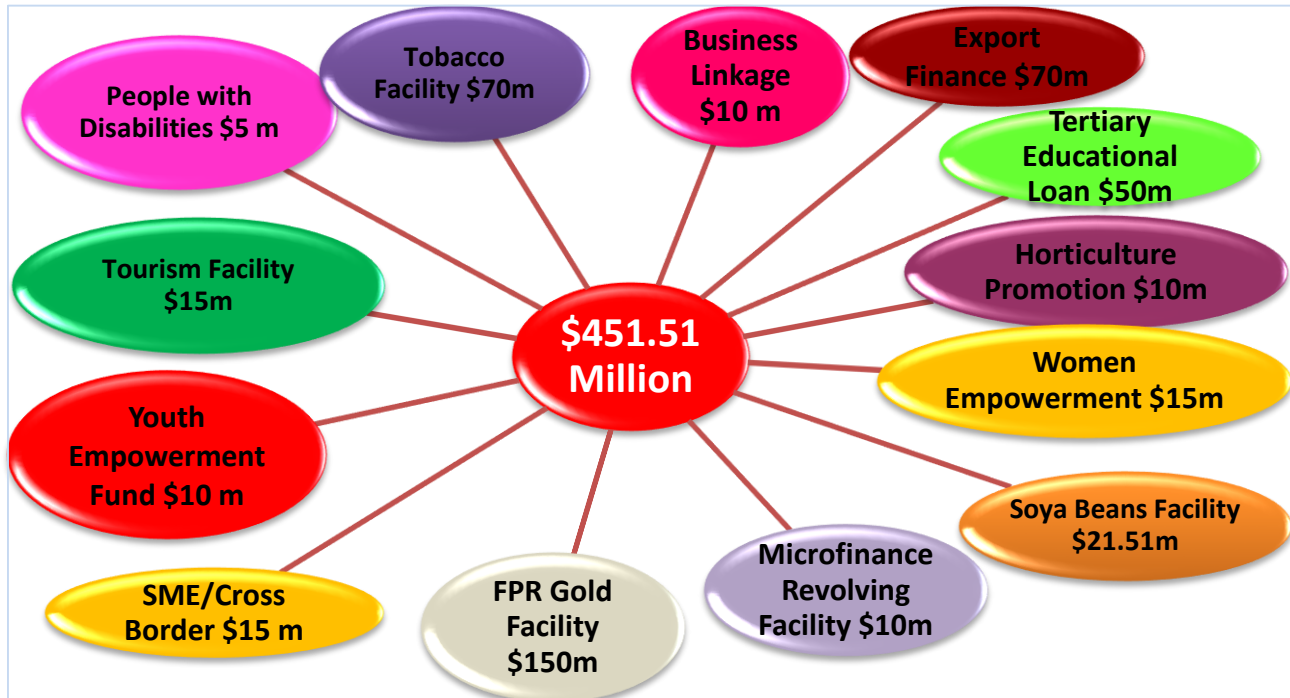 People with
Disabilities $5 m
Tobacco
Facility $70m
Business
Linkage
$10 m
Export
Finance $70m
Tertiary
Educational
Loan $50m
Horticulture
Promotion $10m
Women
Empowerment $15m
Soya Beans Facility
$21.51m
Microfinance
Revolving
Facility $10m
FPR Gold
Facility
$150m
SME/Cross
Border $15 m
Youth
Empowerment
Fund $10 m
Tourism Facility
$15m
$451.51
Million